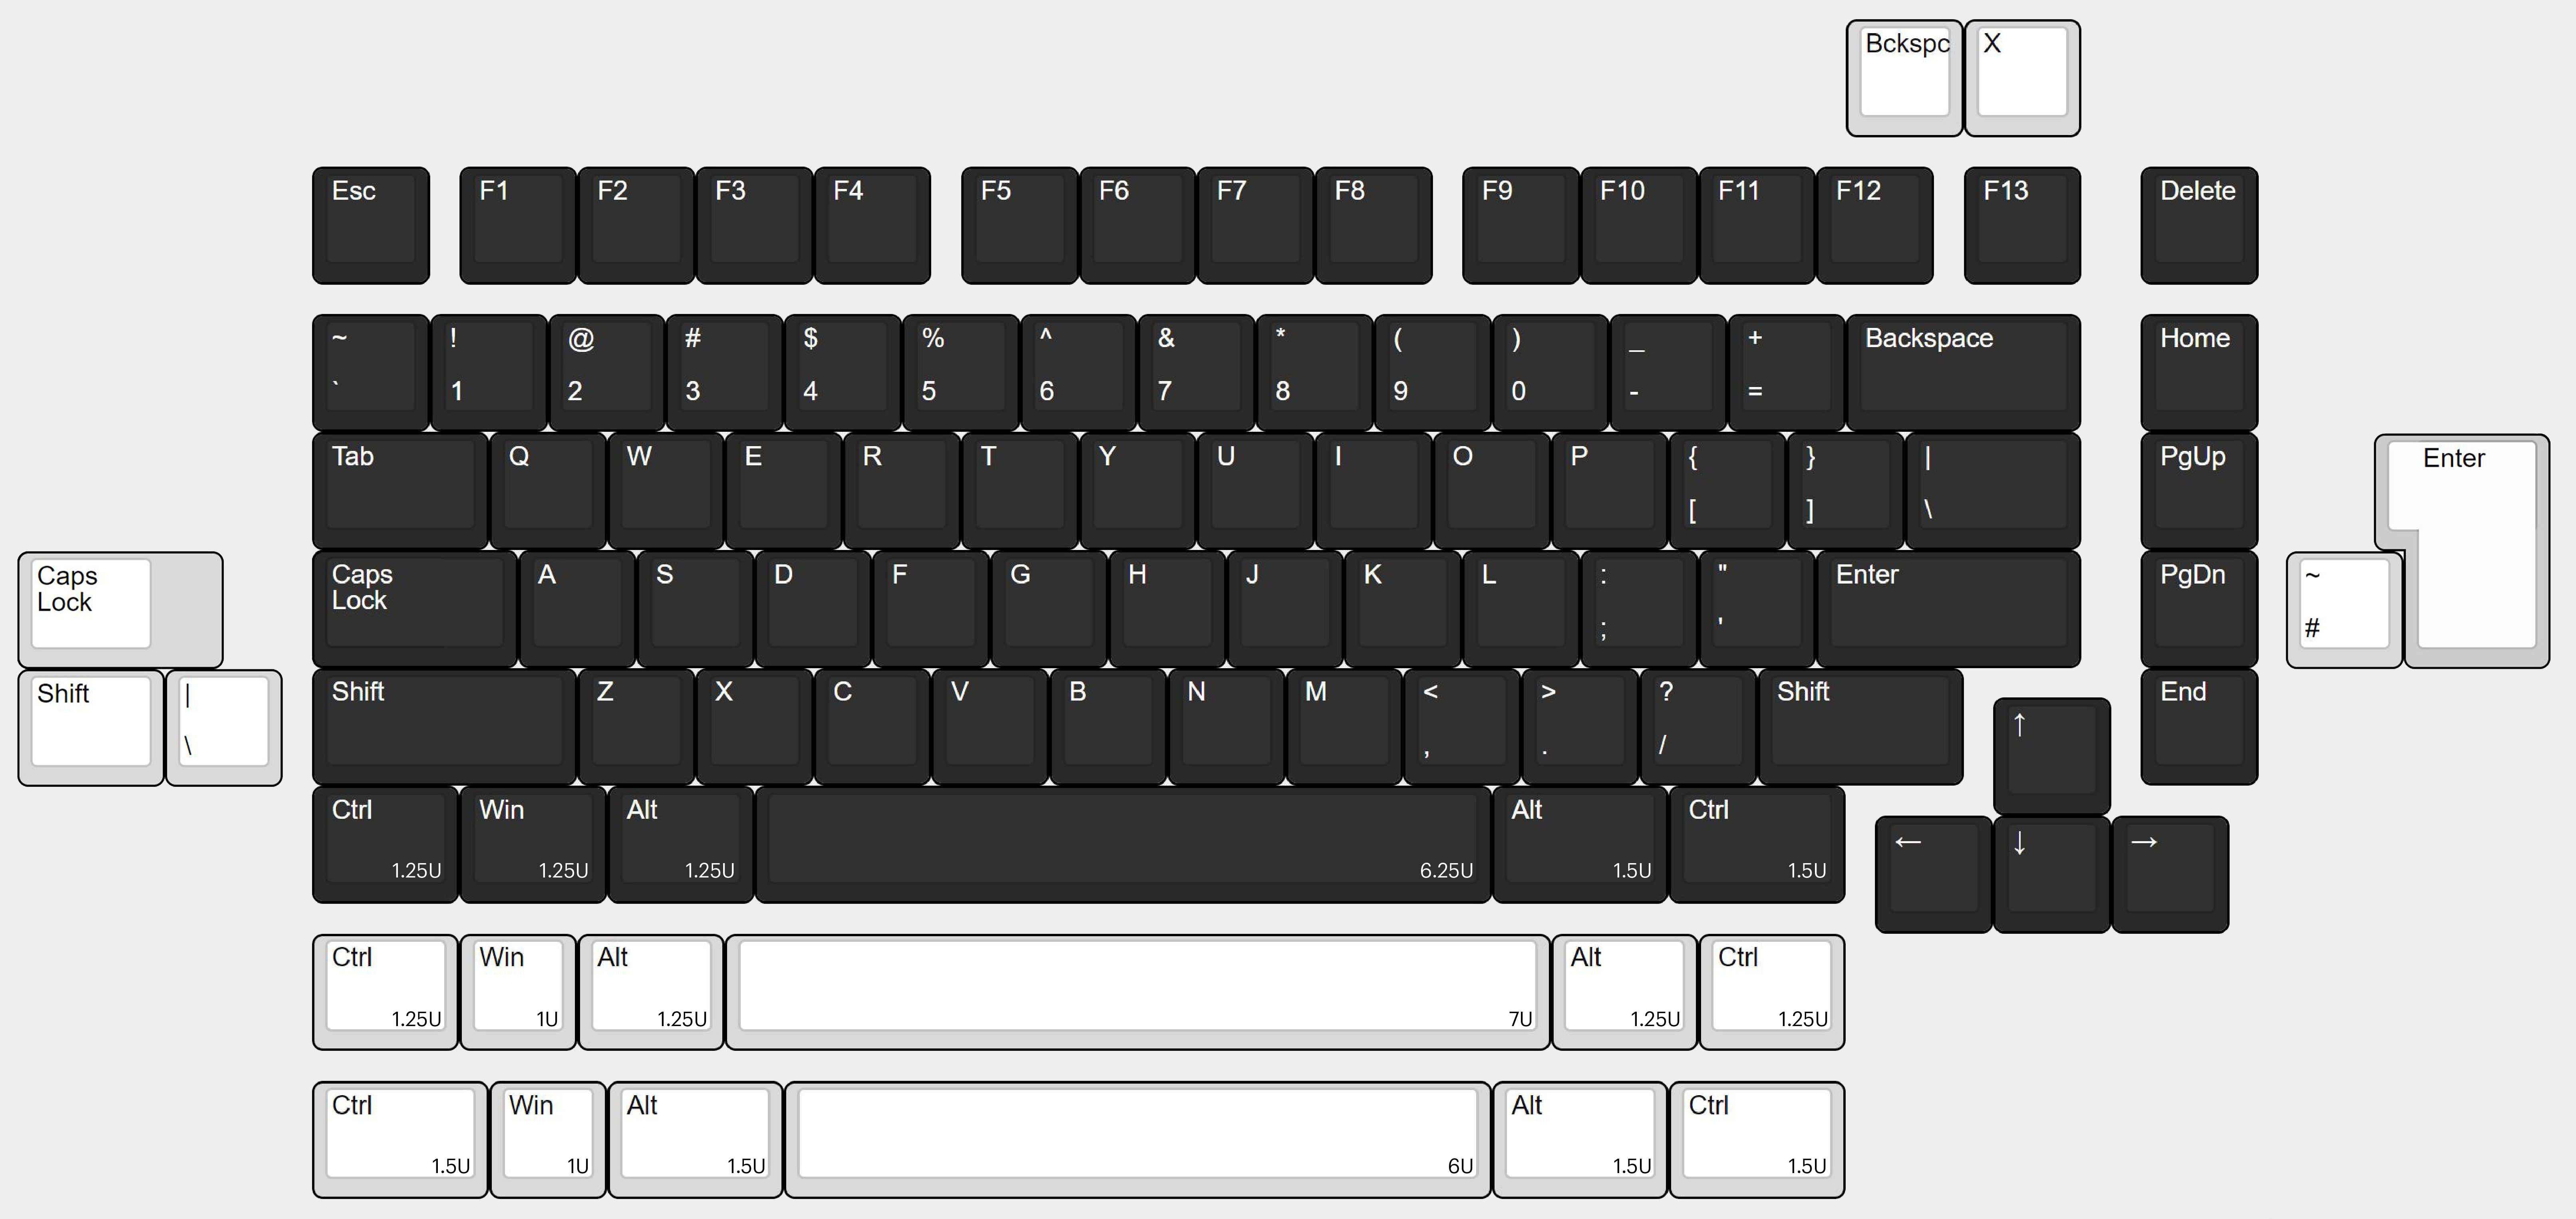 Bckspc X
Esc F1 F2 F3 F4 F5 F6 F7 F8 F9 F10 F11 F12 F13 Delete
~ ! @ # $ % ^ & * ( ) _ + Backspace Home
` 1 2 3 4 5 6 7 8 9 0 - =
Tab Q W E R T Y U I O P { } | PgUp Enter
[ ] \
Caps Caps A S D F G H J K L : " Enter PgDn ~
Lock Lock
; ' #
Shift | Shift Z X C V B N M < > ? Shift End
↑
\ , . /
Ctrl Win Alt Alt Ctrl
← ↓ →
1.25U 1.25U 1.25U 6.25U 1.5U 1.5U
Ctrl Win Alt Alt Ctrl
1.25U 1U 1.25U 7U 1.25U 1.25U
Ctrl Win Alt Alt Ctrl
1.5U 1U 1.5U 6U 1.5U 1.5U